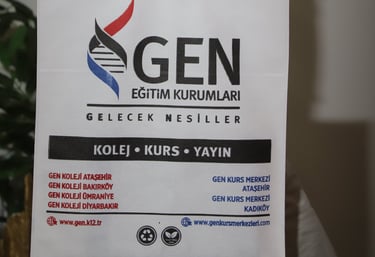 GEN
EĞİTİM KURUMLARI
GELECEK NESİLLER
KOLEJ • KURS • YAYIN
GEN KOLEJİ ATAŞEHİR
GEN KOLEJİ BAKIRKÖY
GEN KOLEJİ ÜMRANİYE
GEN KOLEJİ DİYARBAKIR
www.gen.k12.tr
GEN KURS MERKEZİ
ATAŞEHİR
GEN KURS MERKEZİ
KADIKÖY
www.genkursmerkezleri.com